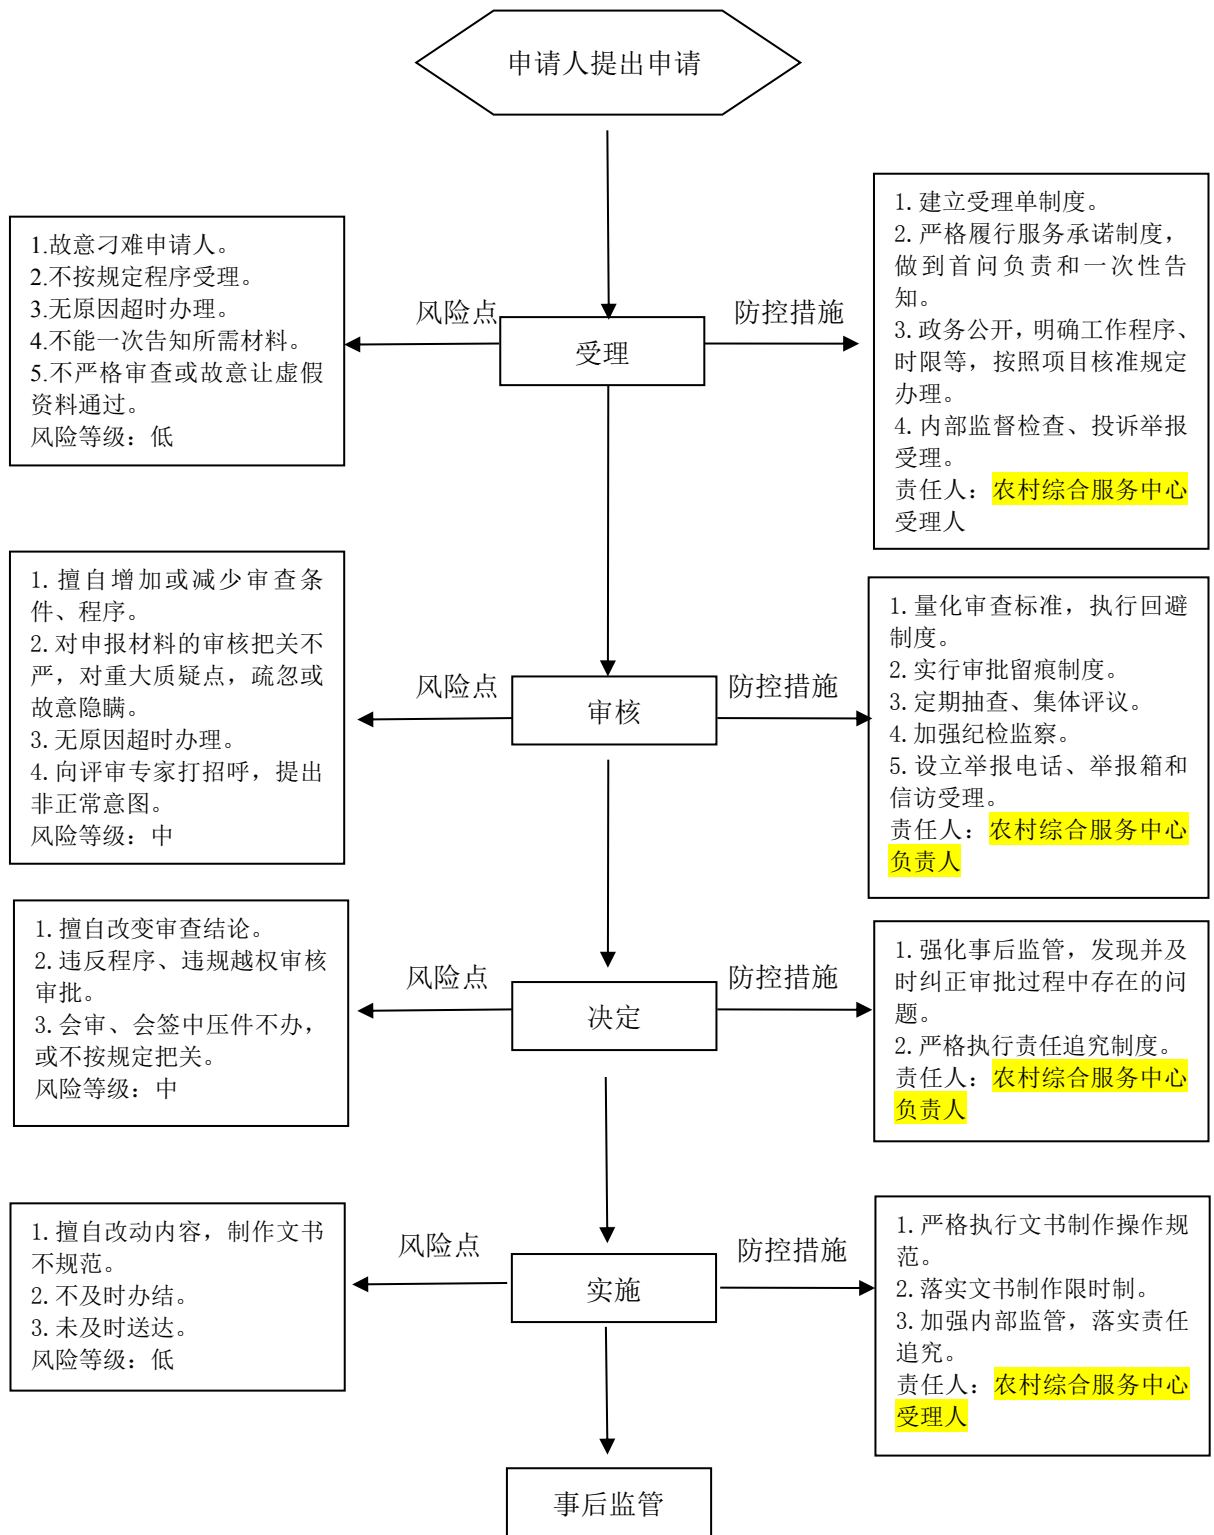 申请人提出申请
1.故意刁难申请人。
2.不按规定程序受理。
3.无原因超时办理。
4.不能一次告知所需材料。
5.不严格审查或故意让虚假
资料通过。
风险等级：低
风险点
受理
防控措施
1.建立受理单制度。
2.严格履行服务承诺制度，
做到首问负责和一次性告
知。
3.政务公开，明确工作程序、
时限等，按照项目核准规定
办理。
4.内部监督检查、投诉举报
受理。
责任人：农村综合服务中心
受理人
1.擅自增加或减少审查条
件、程序。
2.对申报材料的审核把关不
严，对重大质疑点，疏忽或
故意隐瞒。
3.无原因超时办理。
4.向评审专家打招呼，提出
非正常意图。
风险等级：中
风险点
审核
防控措施
1.量化审查标准，执行回避
制度。
2.实行审批留痕制度。
3.定期抽查、集体评议。
4.加强纪检监察。
5.设立举报电话、举报箱和
信访受理。
责任人：农村综合服务中心
负责人
1.擅自改变审查结论。
2.违反程序、违规越权审核
审批。
3.会审、会签中压件不办，
或不按规定把关。
风险等级：中
风险点
决定
防控措施
1.强化事后监管，发现并及
时纠正审批过程中存在的问
题。
2.严格执行责任追究制度。
责任人：农村综合服务中心
负责人
1.擅自改动内容，制作文书
不规范。
2.不及时办结。
3.未及时送达。
风险等级：低
风险点
实施
防控措施
1.严格执行文书制作操作规
范。
2.落实文书制作限时制。
3.加强内部监管，落实责任
追究。
责任人：农村综合服务中心
受理人
事后监管